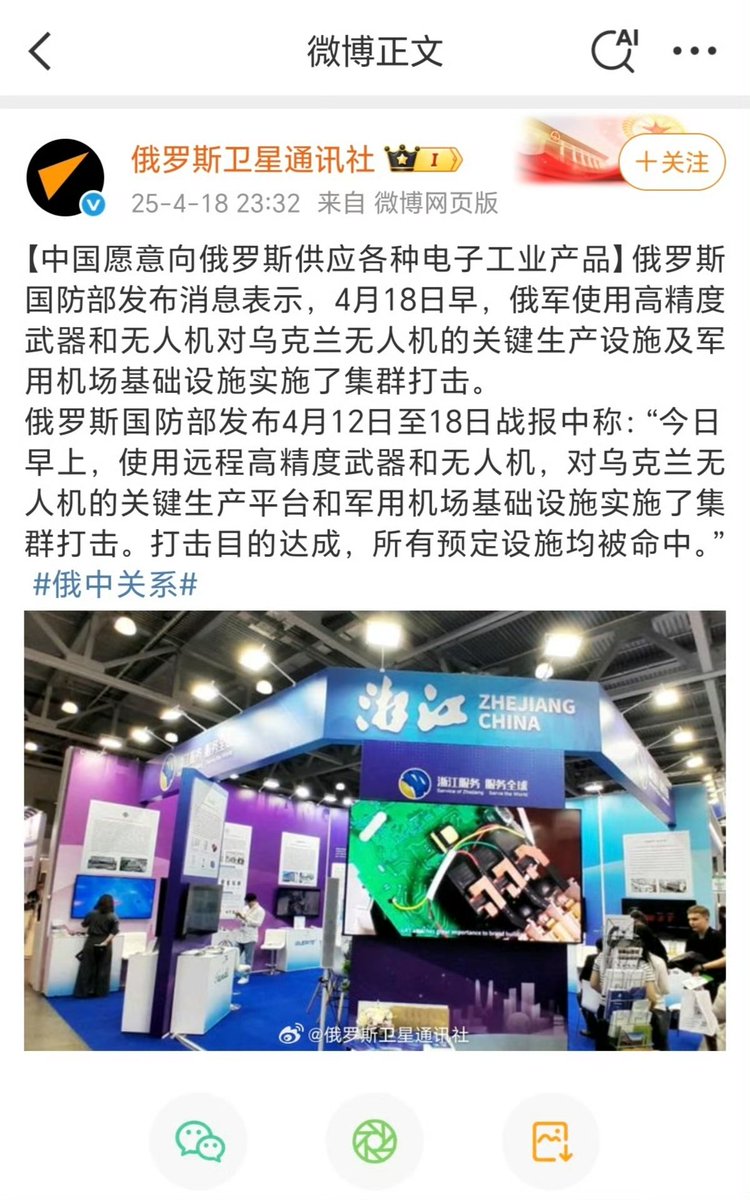 微博正文
AI
俄罗斯卫星通讯社
I
+关注
25-4-18 23:32 来自 微博网页版
【中国愿意向俄罗斯供应各种电子工业产品】俄罗斯
国防部发布消息表示，4月18日早，俄军使用高精度
武器和无人机对乌克兰无人机的关键生产设施及军
用机场基础设施实施了集群打击。
俄罗斯国防部发布4月12日至18日战报中称：“今日
早上，使用远程高精度武器和无人机，对乌克兰无
人机的关键生产平台和军用机场基础设施实施了集
群打击。打击目的达成，所有预定设施均被命中。”
#俄中关系#
浙江 ZHEJIANG
CHINA
浙江服务 服务全球
Service of Zhejiang Serve the World
great importance to brand
@俄罗斯卫星通讯社